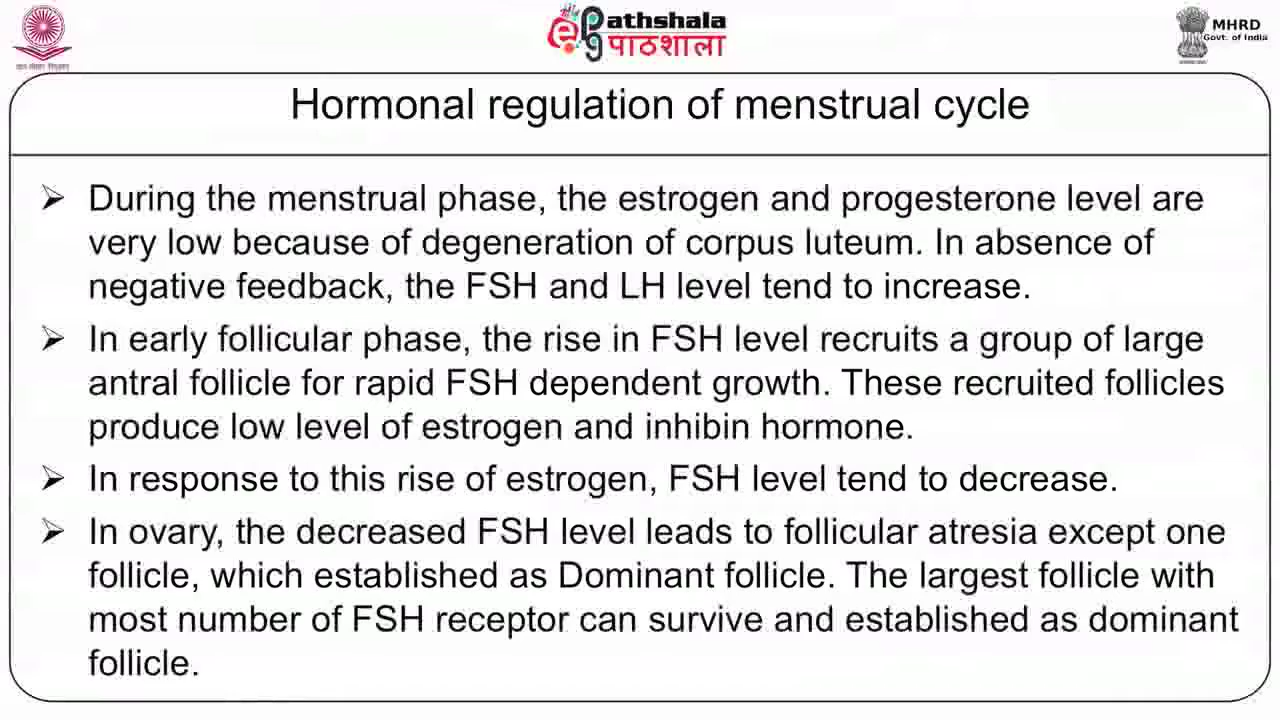 ePG Pathshala
पाठशाला
MHRD
Govt. of India
Hormonal regulation of menstrual cycle
➢ During the menstrual phase, the estrogen and progesterone level are
very low because of degeneration of corpus luteum. In absence of
negative feedback, the FSH and LH level tend to increase.
➢ In early follicular phase, the rise in FSH level recruits a group of large
antral follicle for rapid FSH dependent growth. These recruited follicles
produce low level of estrogen and inhibin hormone.
➢ In response to this rise of estrogen, FSH level tend to decrease.
➢ In ovary, the decreased FSH level leads to follicular atresia except one
follicle, which established as Dominant follicle. The largest follicle with
most number of FSH receptor can survive and established as dominant
follicle.